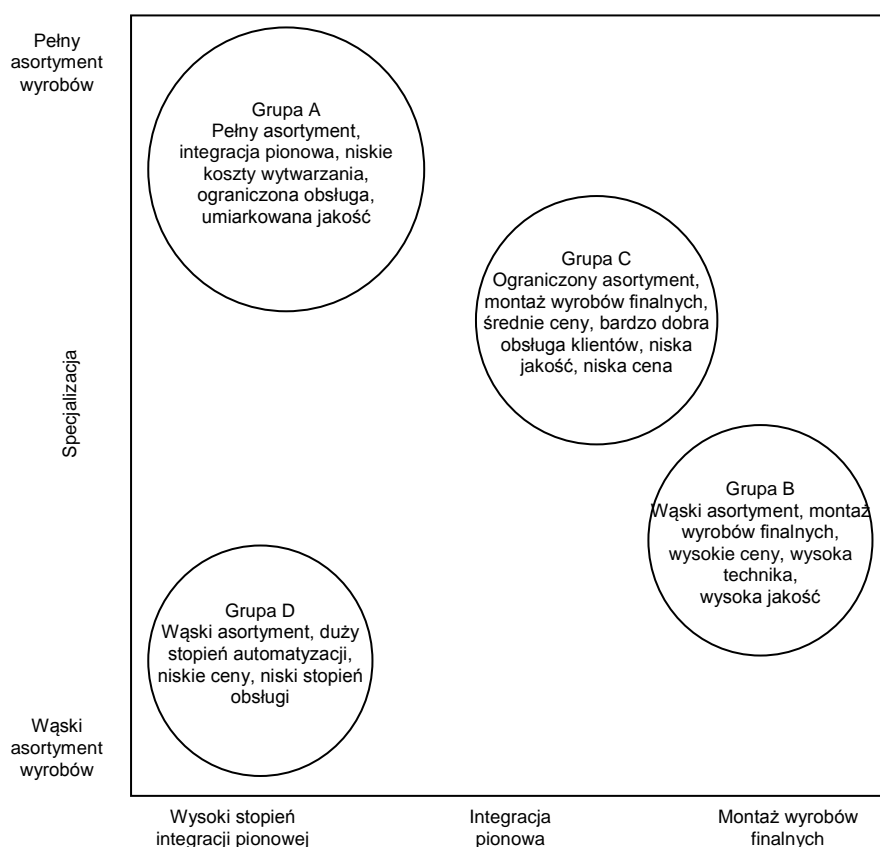 Pełny
asortyment
wyrobów
Grupa A
Pełny asortyment,
integracja pionowa, niskie
koszty wytwarzania,
ograniczona obsługa,
umiarkowana jakość
Grupa C
Ograniczony asortyment,
montaż wyrobów finalnych,
średnie ceny, bardzo dobra
obsługa klientów, niska
jakość, niska cena
Specjalizacja
Grupa B
Wąski asortyment, montaż
wyrobów finalnych,
wysokie ceny, wysoka
technika,
wysoka jakość
Grupa D
Wąski asortyment, duży
stopień automatyzacji,
niskie ceny, niski stopień
obsługi
Wąski
asortyment
wyrobów
Wysoki stopień
integracji pionowej
Integracja
pionowa
Montaż wyrobów
finalnych